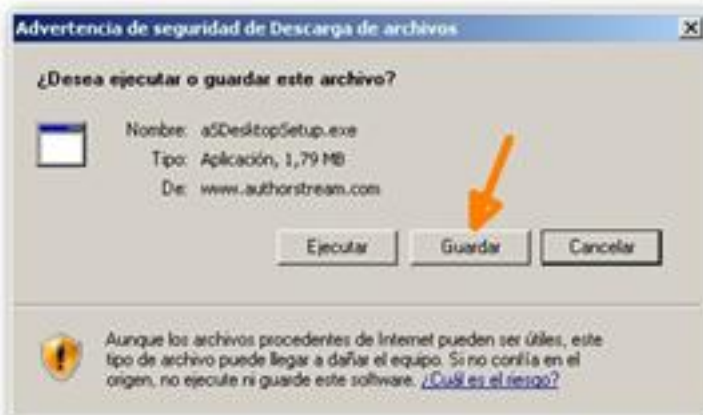 Advertencia de seguridad de Descarga de archivos
¿Desea ejecutar o guardar este archivo?
Nombre: aSDesktopSetup.exe
Tipo: Aplicación, 1,79 MB
De: www.authorstream.com
Ejecutar Guardar Cancelar
Aunque los archivos procedentes de Internet pueden ser útiles, este
tipo de archivo puede llegar a dañar el equipo. Si no confía en el
origen, no ejecute ni guarde este software. ¿Cuál es el riesgo?